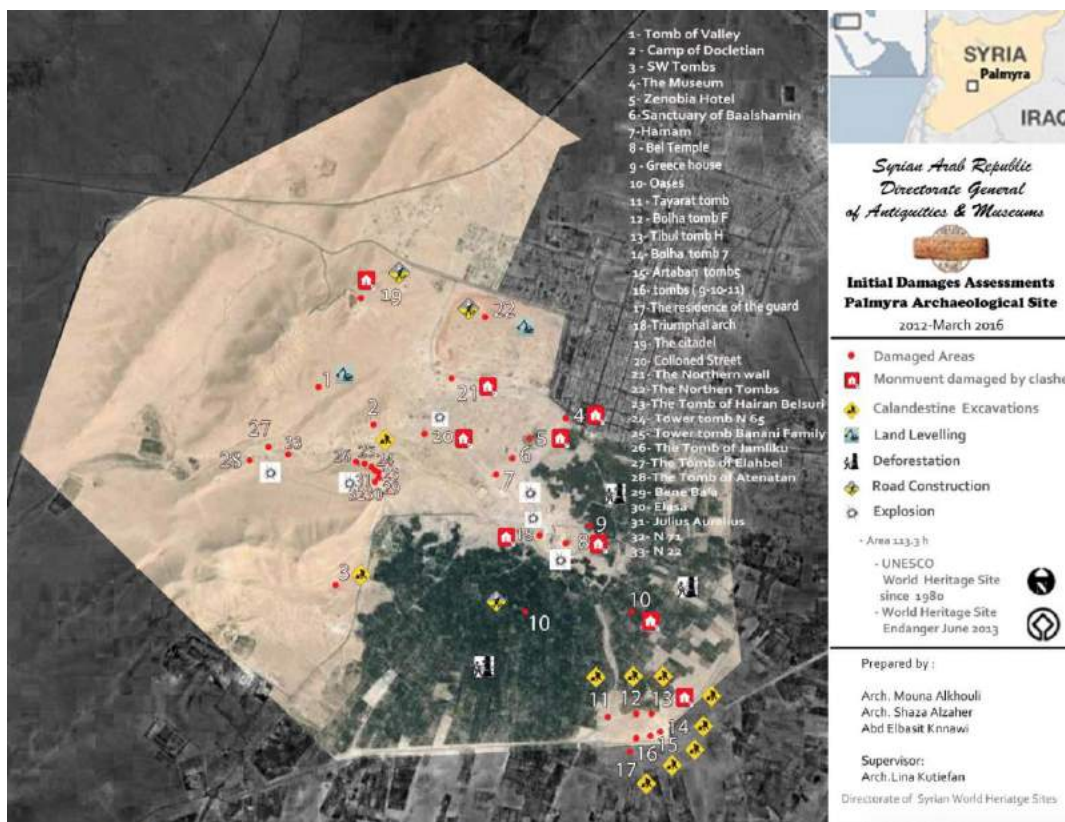 1- Tomb of Valley
2 - Camp of Docletian
3 - SW Tombs
4 -The Museum
5- Zenobia Hotel
6-Sanctuary of Baalshamin
7-Hamam
8 - Bel Temple
9 - Greece house
10- Oases
11 - Tayarat tomb
12 - Bolha tomb F
13- Tibul tomb H
14- Bolha tomb 7
15- Artaban tomb5
16- tombs ( 9-10-11)
17-The residence of the guard
18-Triumphal arch
19- The citadel
20- Colloned Street
21-The Northern wall
22-The Northen Tombs
23-The Tomb of Hairan Belsuri
24- Tower tomb N 65
25- Tower tomb Banani Family
26- The Tomb of Jamliku
27-The Tomb of Elahbel
28-The Tomb of Atenatan
29- Bene Ba'a
30- Elasa
31- Julius Aurelius
32- N 71
33- N 22
19
22
1
21
2
20
4
5
6
27
28
7
9
8
3
10
10
11
12
13
14
15
16
17
SYRIA
Palmyra
IRAQ
Syrian Arab Republic
Directorate General
of Antiquities & Museums
Initial Damages Assessments
Palmyra Archaeological Site
2012-March 2016
Damaged Areas
Monmuent damaged by clashe
Calandestine Excavations
Land Levelling
Deforestation
Road Construction
Explosion
- Area 113.3 h
- UNESCO
World Heritage Site
since 1980
- World Heritage Site
Endanger June 2013
Prepared by :
Arch. Mouna Alkhouli
Arch. Shaza Alzaher
Abd Elbasit Knnawi
Supervisor:
Arch.Lina Kutiefan
Directorate of Syrian World Heriatge Sites